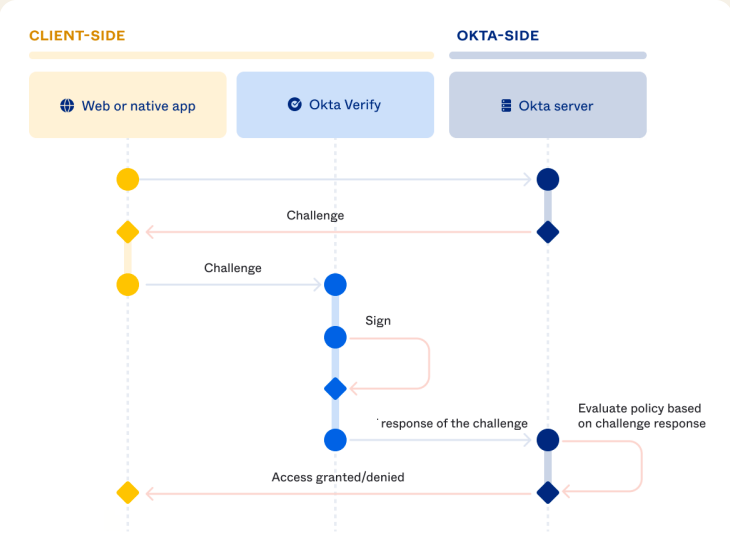 CLIENT-SIDE
OKTA-SIDE
Web or native app
Okta Verify
Okta server
Challenge
Challenge
Sign
response of the challenge
Evaluate policy based
on challenge response
Access granted/denied